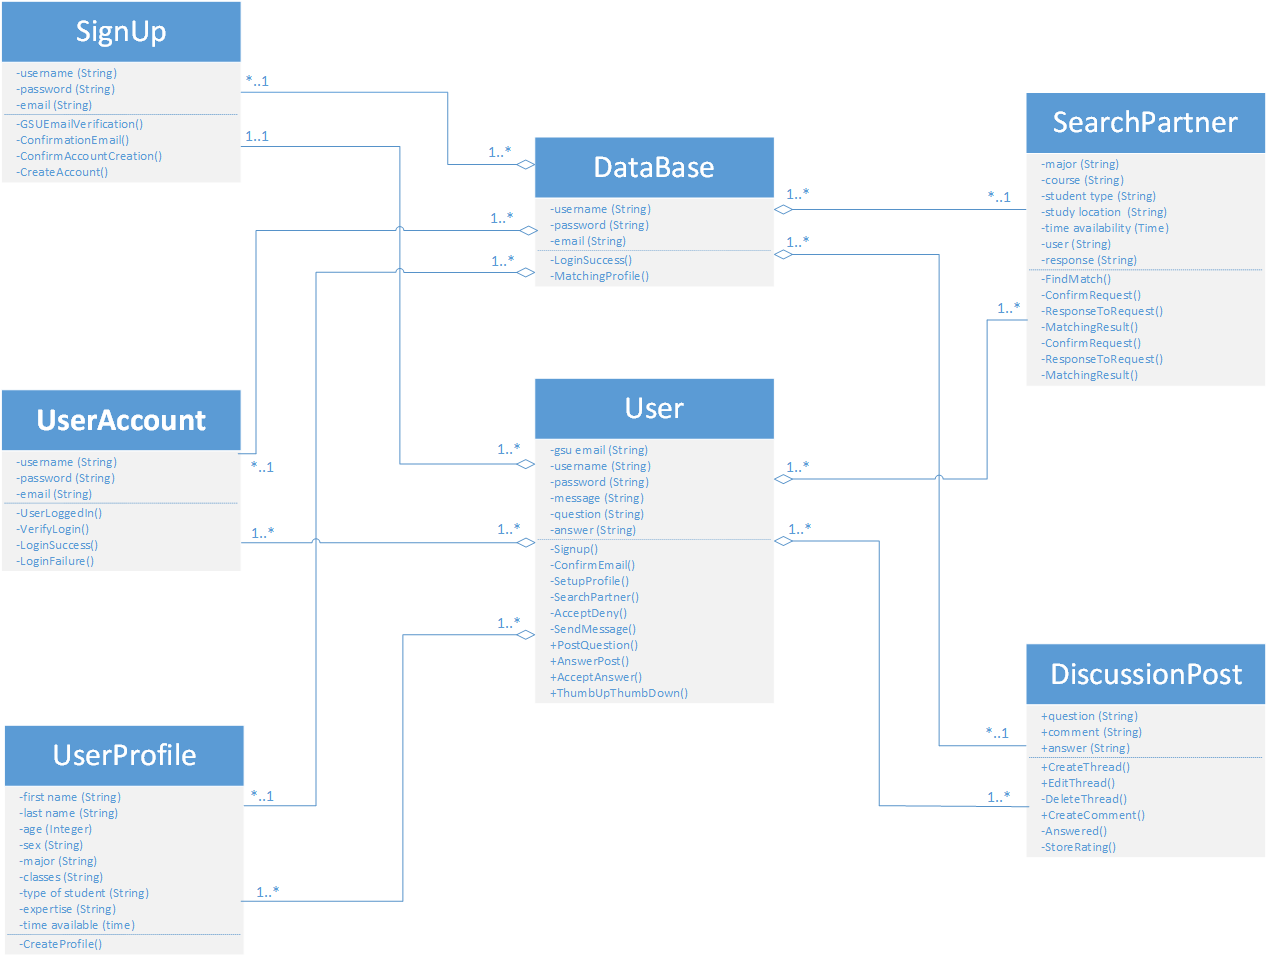 SignUp
-username (String)
-password (String)
-email (String)
-GSUEmailVerification()
-ConfirmationEmail()
-ConfirmAccountCreation()
-CreateAccount()
*..1
1..1
1..*
DataBase
-username (String)
-password (String)
-email (String)
-LoginSuccess()
-MatchingProfile()
1..*
1..*
1..*
1..*
*..1
SearchPartner
-major (String)
-course (String)
-student type (String)
-study location  (String)
-time availability (Time)
-user (String)
-response (String)
-FindMatch()
-ConfirmRequest()
-ResponseToRequest()
-MatchingResult()
-ConfirmRequest()
-ResponseToRequest()
-MatchingResult()
1..*
UserAccount
-username (String)
-password (String)
-email (String)
-UserLoggedIn()
-VerifyLogin()
-LoginSuccess()
-LoginFailure()
*..1
1..*
User
-gsu email (String)
-username (String)
-password (String)
-message (String)
-question (String)
-answer (String)
-Signup()
-ConfirmEmail()
-SetupProfile()
-SearchPartner()
-AcceptDeny()
-SendMessage()
+PostQuestion()
+AnswerPost()
+AcceptAnswer()
+ThumbUpThumbDown()
1..*
1..*
1..*
1..*
1..*
DiscussionPost
+question (String)
+comment (String)
+answer (String)
+CreateThread()
+EditThread()
-DeleteThread()
+CreateComment()
-Answered()
-StoreRating()
*..1
1..*
UserProfile
-first name (String)
-last name (String)
-age (Integer)
-sex (String)
-major (String)
-classes (String)
-type of student (String)
-expertise (String)
-time available (time)
-CreateProfile()
*..1
1..*